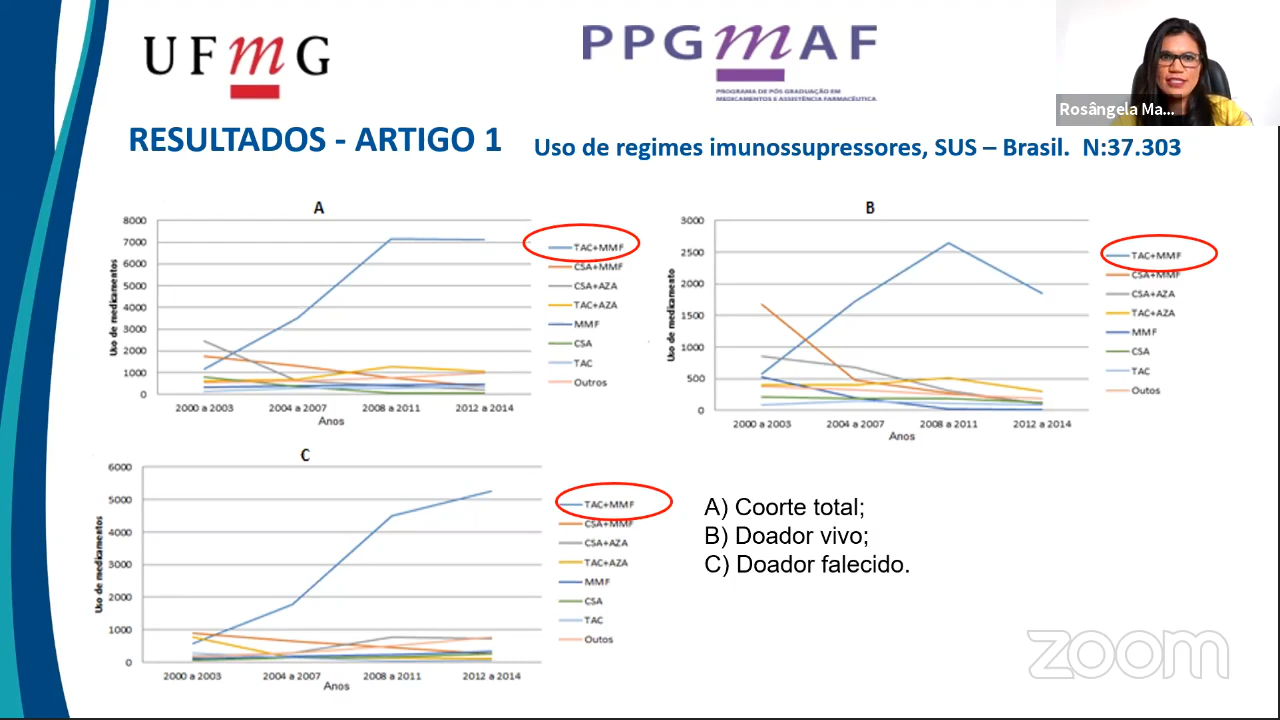 UFmG
PPGmAF
PROGRAMA DE PÓS GRADUAÇÃO EM
MEDICAMENTOS E ASSISTÊNCIA FARMACÊUTICA
Rosângela Ma...
RESULTADOS - ARTIGO 1
Uso de regimes imunossupressores, SUS – Brasil. N:37.303
A
8000
7000
6000
5000
4000
3000
2000
1000
0
Uso de medicamentos
2000 a 2003 2004 a 2007 2008 a 2011 2012 a 2014
Anos
TAC+MMF
CSA+MMF
CSA+AZA
TAC+AZA
MMF
CSA
TAC
Outros
B
3000
2500
2000
1500
1000
500
0
Uso de medicamento
2000 a 2003 2004 a 2007 2008 a 2011 2012 a 2014
Anos
TAC+MMF
CSA+MMF
CSA+AZA
TAC+AZA
MMF
CSA
TAC
Outos
C
6000
5000
4000
3000
2000
1000
0
Uso de medicamentos
2000 a 2003 2004 a 2007 2008 a 2011 2012 a 2014
Anos
TAC+MMF
CSA+MMF
CSA+AZA
TAC+AZA
MMF
CSA
TAC
Outos
A) Coorte total;
B) Doador vivo;
C) Doador falecido.
zoom